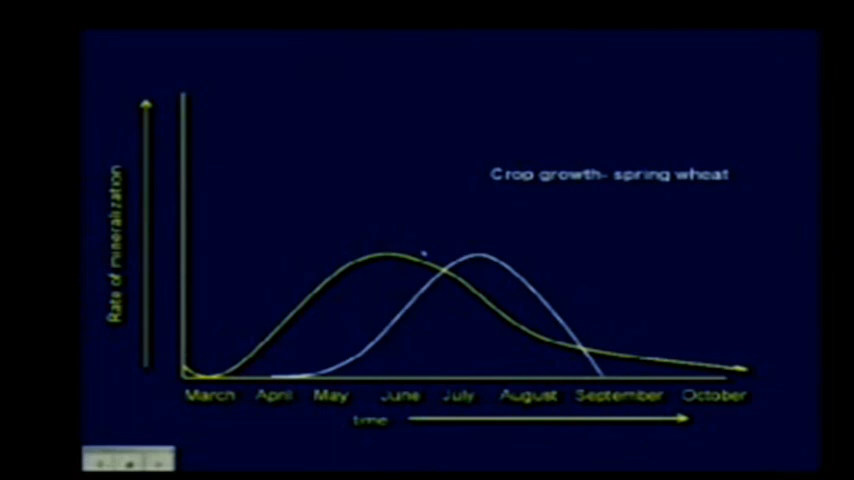 Crop growth- spring wheat
Rate of mineralization
March April May June July August September October
time